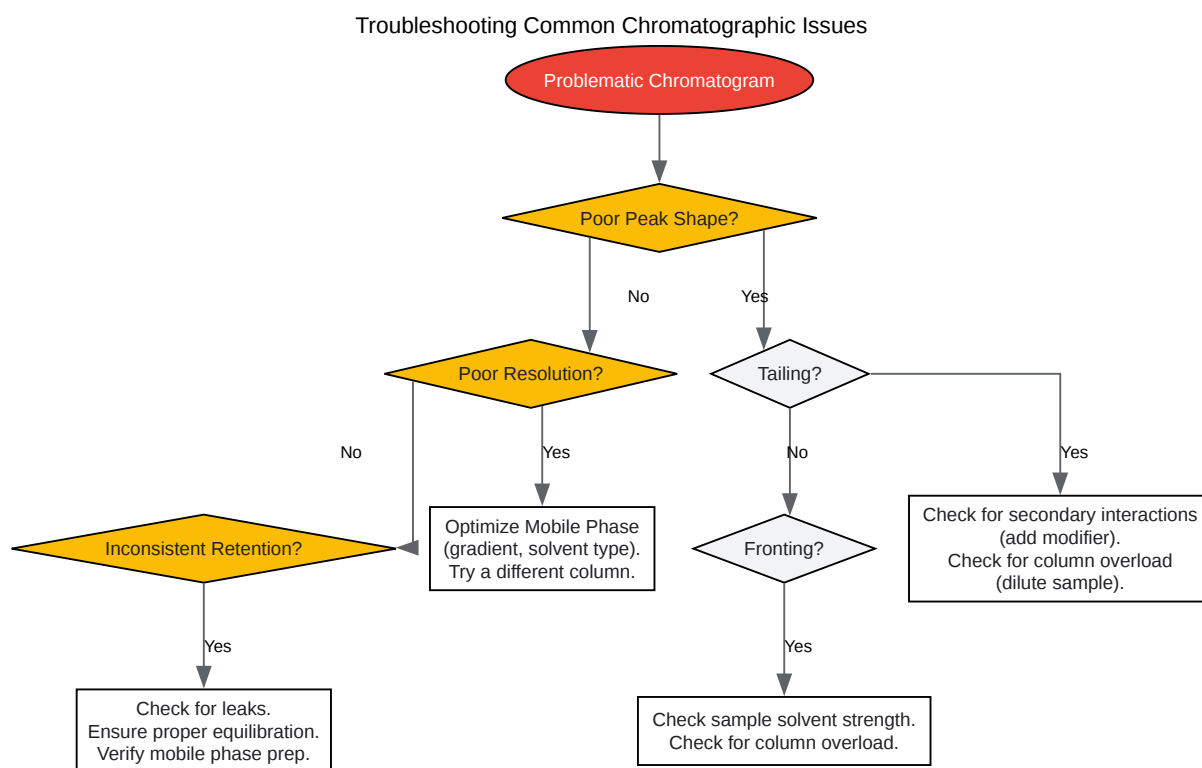 Troubleshooting Common Chromatographic Issues
Problematic Chromatogram
Poor Peak Shape?
No
Yes
Poor Resolution?
Tailing?
No
Yes
No
Yes
Inconsistent Retention?
Optimize Mobile Phase
(gradient, solvent type).
Try a different column.
Fronting?
Check for secondary interactions
(add modifier).
Check for column overload
(dilute sample).
Yes
Yes
Check for leaks.
Ensure proper equilibration.
Verify mobile phase prep.
Check sample solvent strength.
Check for column overload.